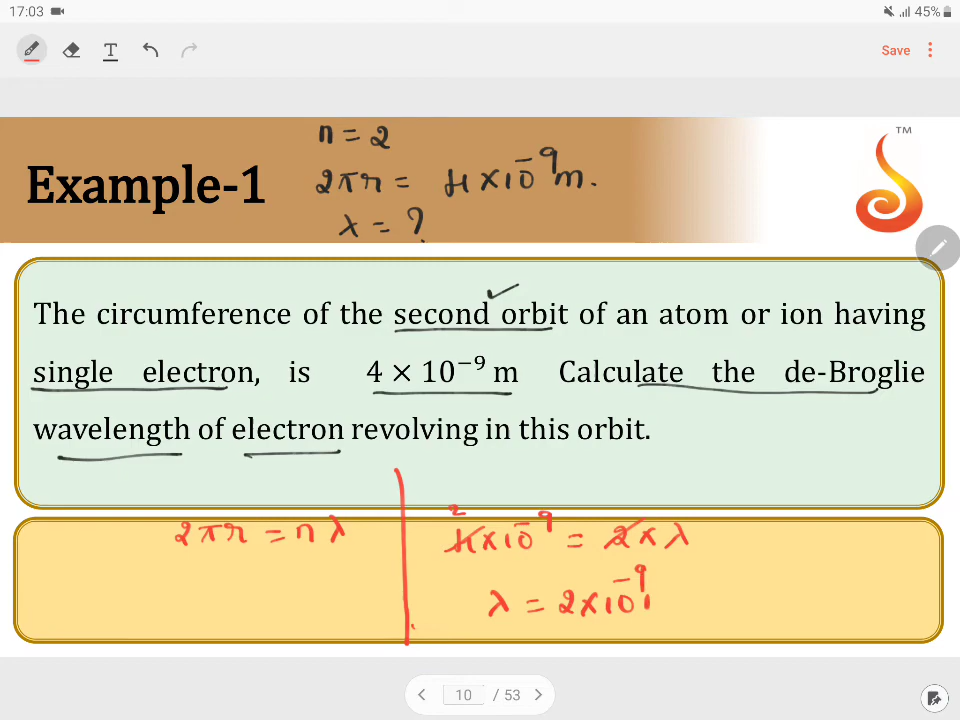 17:03
45%
T
Save
TM
n = 2
Example-1
2πr = 4×10⁻⁹ m.
λ = ?
The circumference of the second orbit of an atom or ion having
single electron, is 4 × 10⁻⁹ m Calculate the de-Broglie
wavelength of electron revolving in this orbit.
2πr = nλ
2
4×10⁻⁹ = 2×λ
λ = 2×10⁻⁹
10 / 53